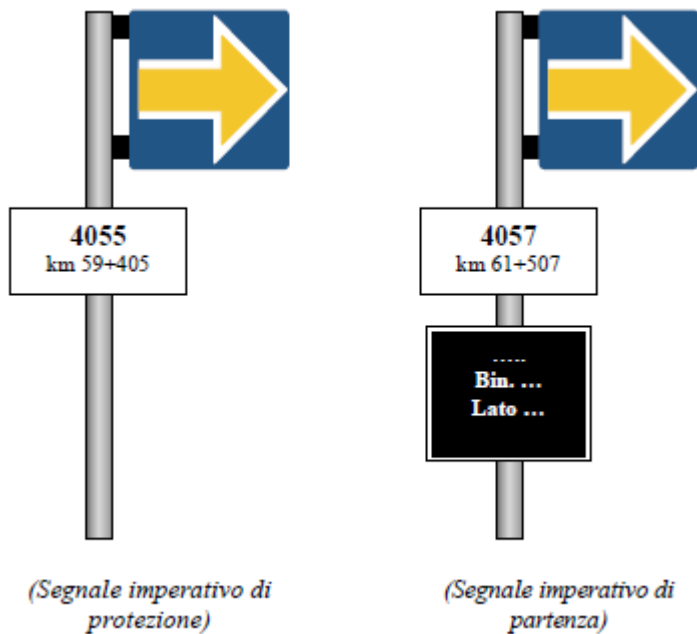 4055
km 59+405
4057
km 61+507
.....
Bin. ...
Lato ...
(Segnale imperativo di
protezione)
(Segnale imperativo di
partenza)